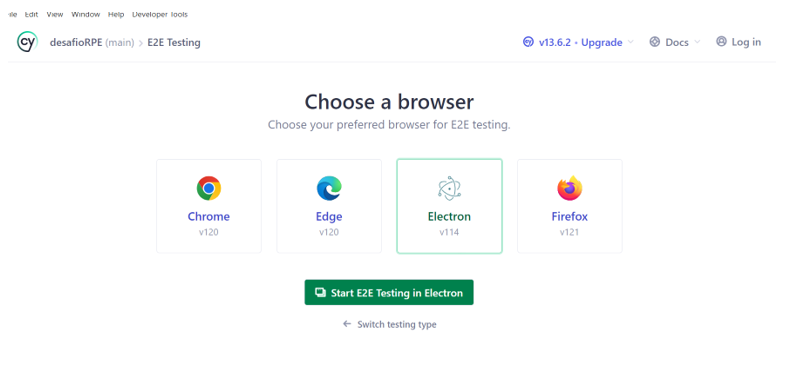 File Edit View Window Help Developer Tools
cy desafioRPE (main) > E2E Testing cy v13.6.2 • Upgrade Docs Log in
Choose a browser
Choose your preferred browser for E2E testing.
Chrome Edge Electron Firefox
v120 v120 v114 v121
Start E2E Testing in Electron
← Switch testing type